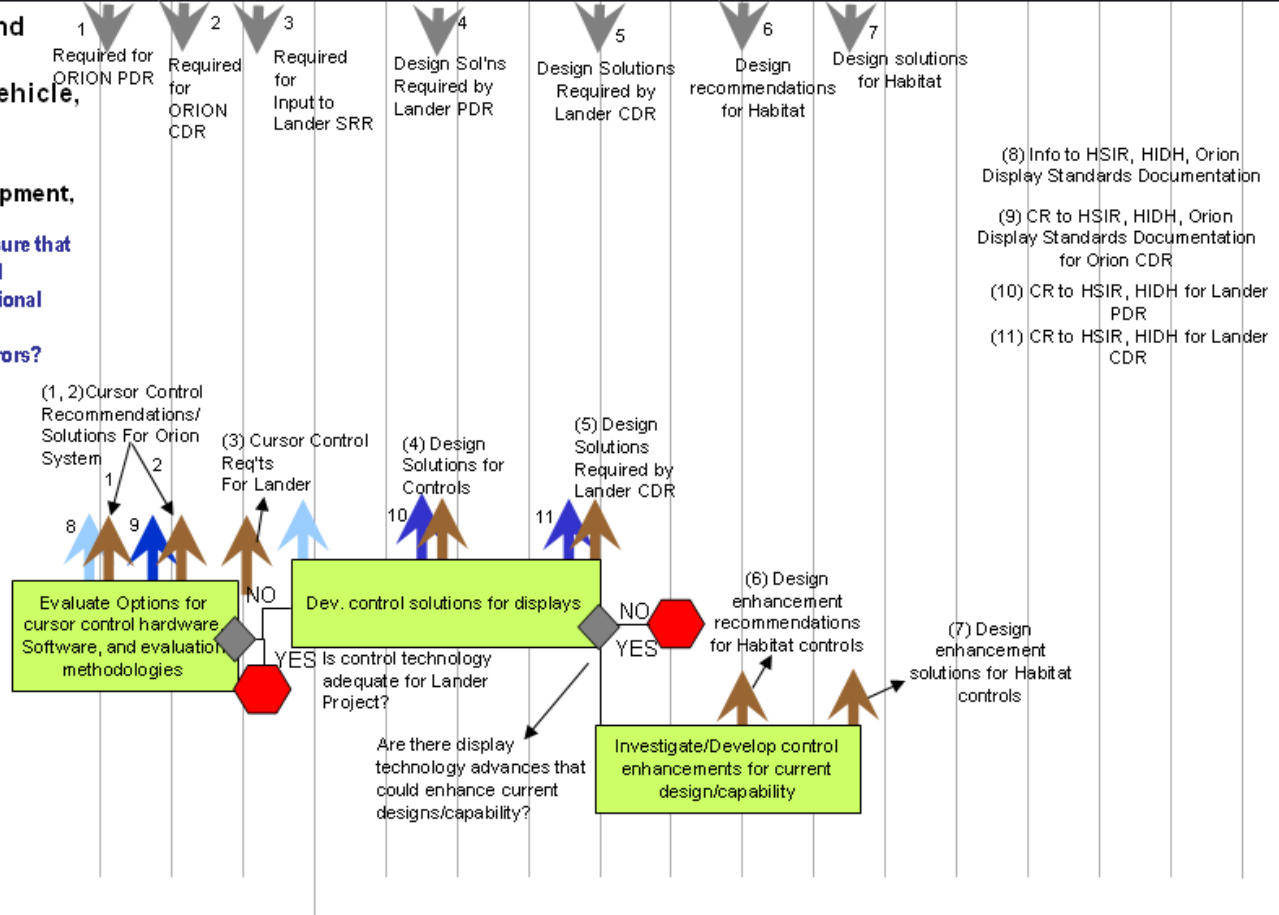 nd
ehicle,
pment,
sure that
l
ional
rors?
1
Required for
ORION PDR
2
Required
for
ORION
CDR
3
Required
for
Input to
Lander SRR
4
Design Sol'ns
Required by
Lander PDR
5
Design Solutions
Required by
Lander CDR
6
Design
recommendations
for Habitat
7
Design solutions
for Habitat
(8) Info to HSIR, HIDH, Orion
Display Standards Documentation
(9) CR to HSIR, HIDH, Orion
Display Standards Documentation
for Orion CDR
(10) CR to HSIR, HIDH for Lander
PDR
(11) CR to HSIR, HIDH for Lander
CDR
(1, 2)Cursor Control
Recommendations/
Solutions For Orion
System
1
2
(3) Cursor Control
Req'ts
For Lander
(4) Design
Solutions for
Controls
(5) Design
Solutions
Required by
Lander CDR
8
9
10
11
Evaluate Options for
cursor control hardware,
Software, and evaluation
methodologies
NO
YES
Dev. control solutions for displays
Is control technology
adequate for Lander
Project?
NO
YES
(6) Design
enhancement
recommendations
for Habitat controls
(7) Design
enhancement
solutions for Habitat
controls
Are there display
technology advances that
could enhance current
designs/capability?
Investigate/Develop control
enhancements for current
design/capability